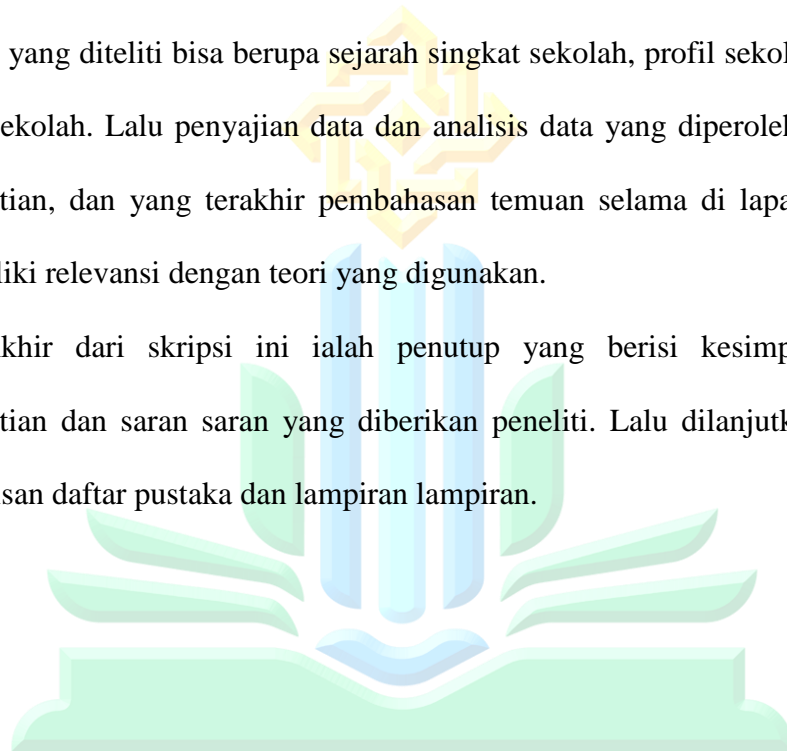 yang diteliti bisa berupa sejarah singkat sekolah, profil sekol
ekolah. Lalu penyajian data dan analisis data yang diperoleh
tian, dan yang terakhir pembahasan temuan selama di lapa
liki relevansi dengan teori yang digunakan.
khir dari skripsi ini ialah penutup yang berisi kesimp
tian dan saran saran yang diberikan peneliti. Lalu dilanjutk
san daftar pustaka dan lampiran lampiran.